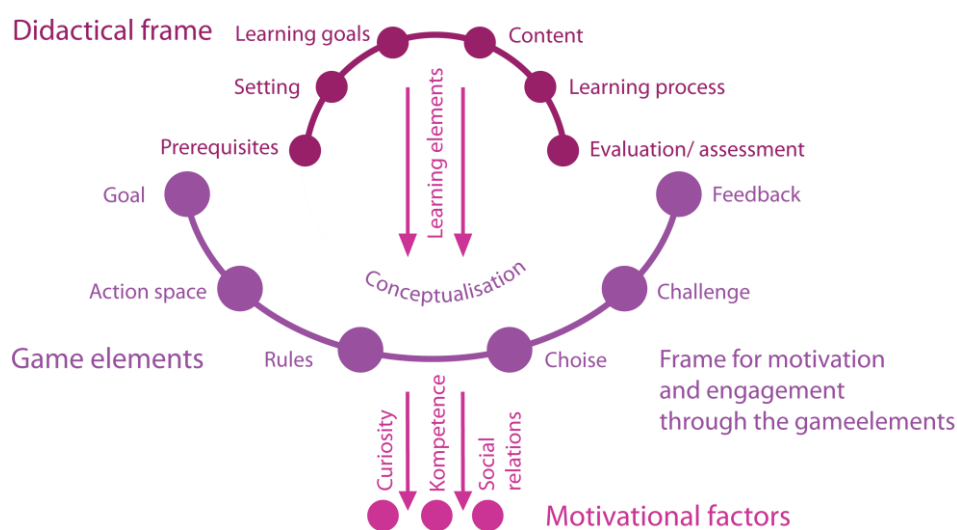 Didactical frame
Learning goals
Content
Setting
Learning process
Prerequisites
Evaluation/ assessment
Learning elements
Goal
Feedback
Conceptualisation
Action space
Challenge
Game elements
Rules
Choise
Frame for motivation
and engagement
through the gameelements
Curiosity
Kompetence
Social
relations
Motivational factors